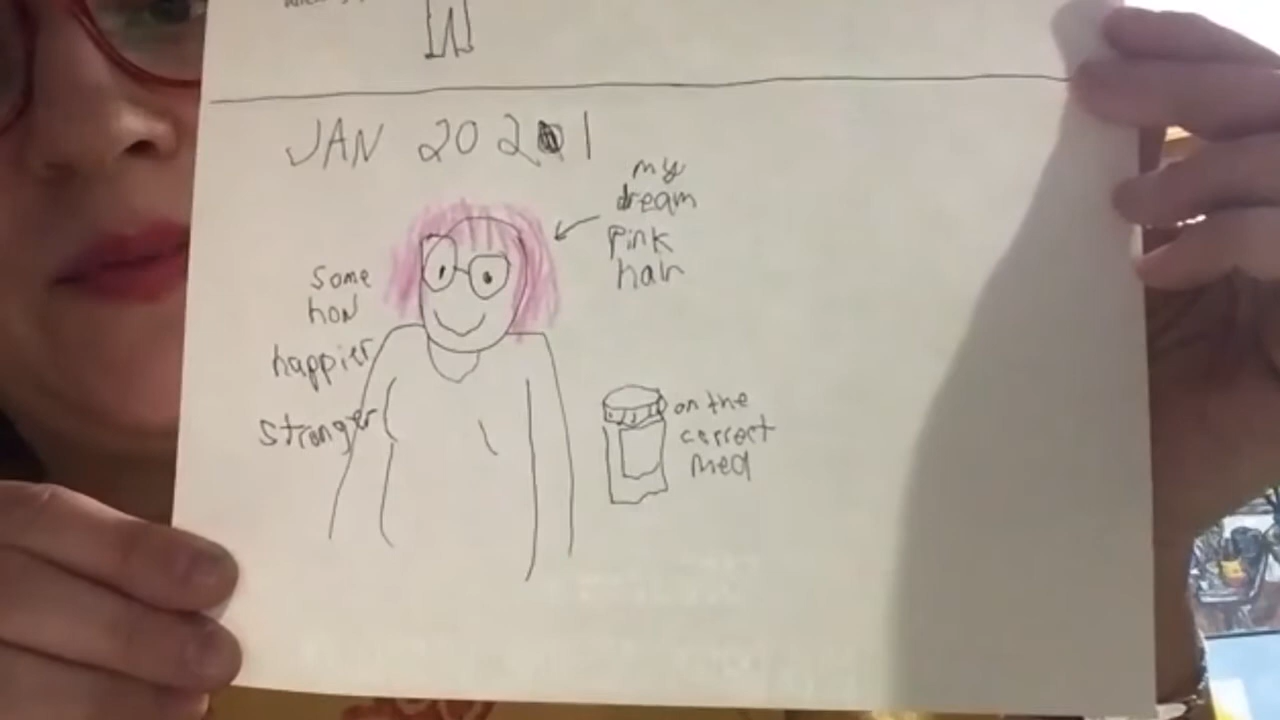 JAN 2021
my
dream
pink
hair
some
how
happier
stronger
on the
correct
med